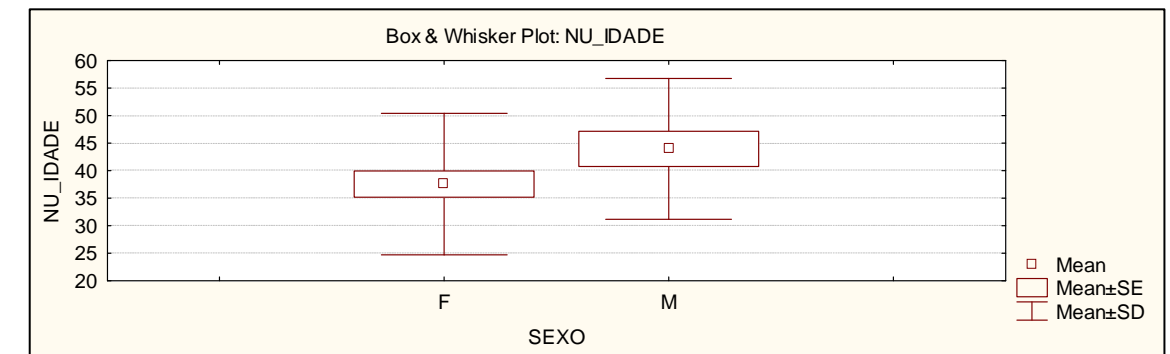 Box & Whisker Plot: NU_IDADE
NU_IDADE
60
55
50
45
40
35
30
25
20
F M
SEXO
Mean
Mean±SE
Mean±SD